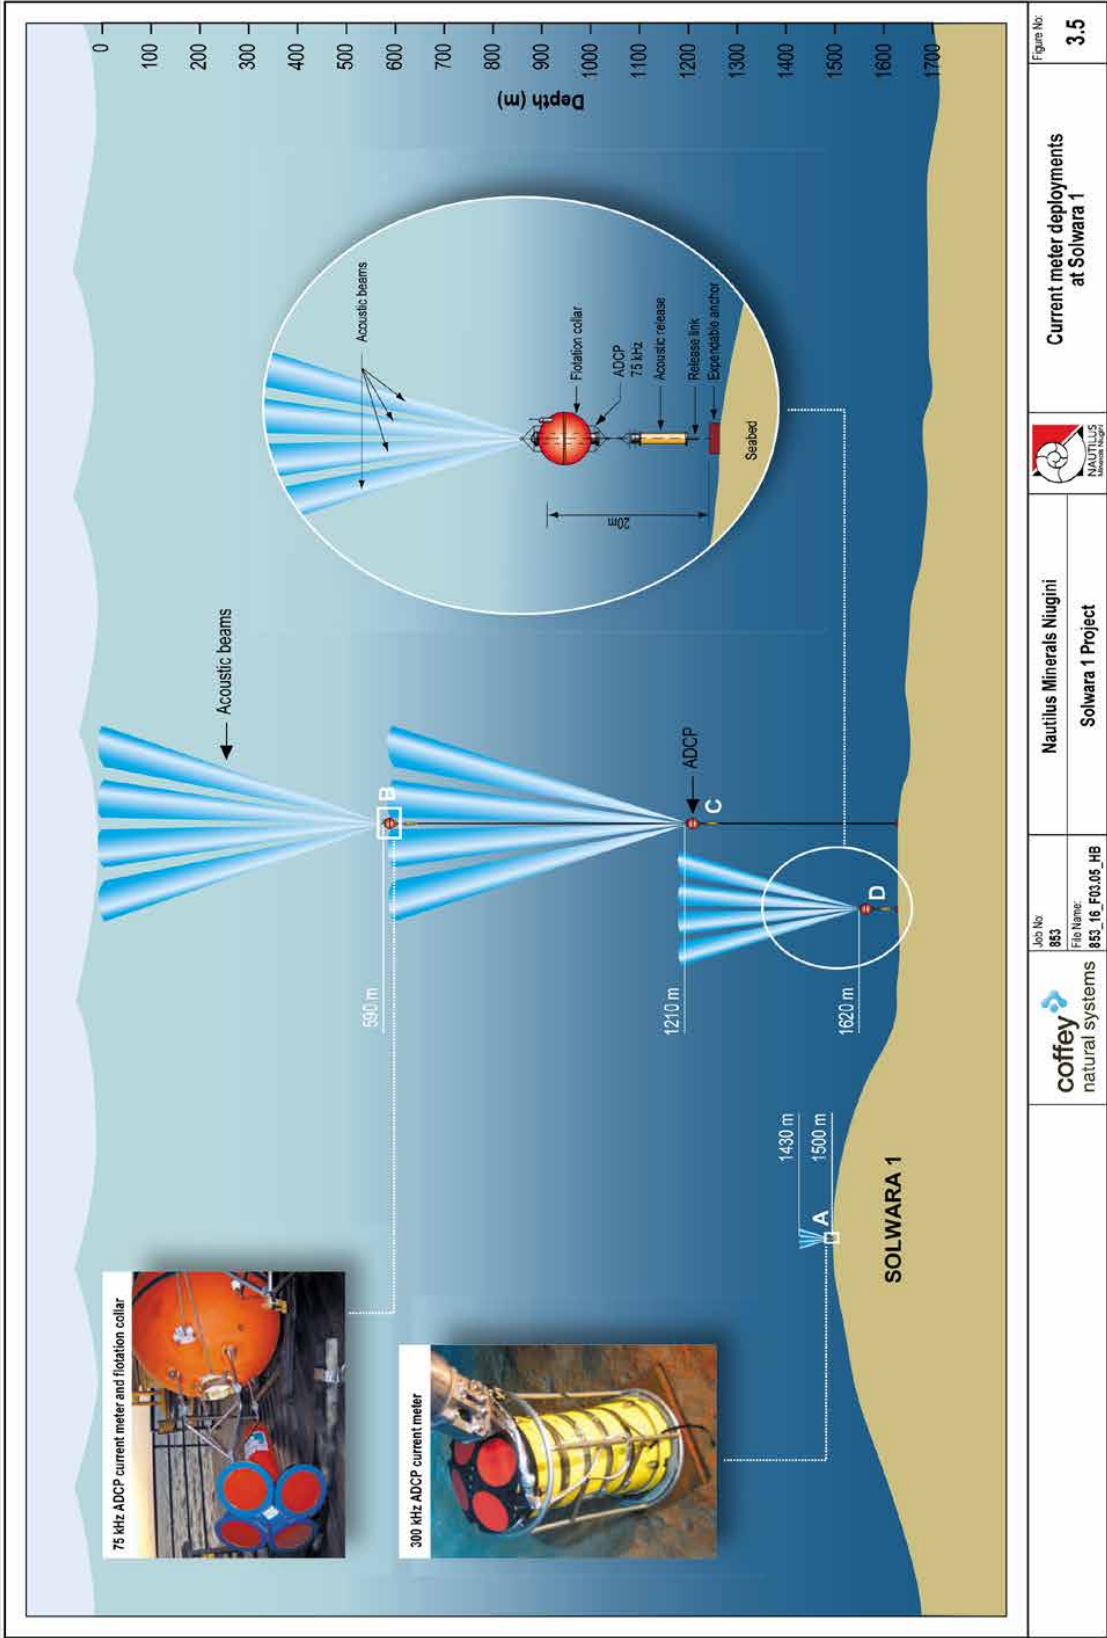 0
100
200
300
400
500
600
700
800
900
1000
1100
1200
1300
1400
1500
1600
1700
Depth (m)
75 kHz ADCP current meter and flotation collar
300 kHz ADCP current meter
Acoustic beams
B
590 m
ADCP
C
1210 m
D
1620 m
1430 m
1500 m
A
SOLWARA 1
Acoustic beams
Flotation collar
ADCP
75 kHz
Acoustic release
Release link
Expendable anchor
20m
Seabed
coffey
natural systems
Job No:
853
File Name:
853_16_F03.05_HB
Nautilus Minerals Niugini
Solwara 1 Project
NAUTILUS
Minerals Niugini
Current meter deployments
at Solwara 1
Figure No:
3.5